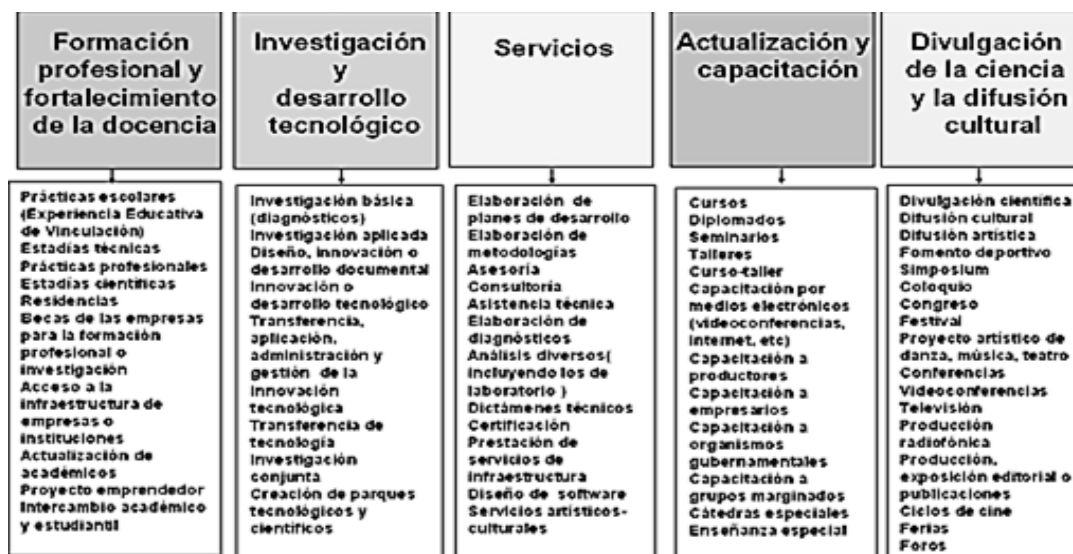 Formación
profesional y
fortalecimiento
de la docencia
Prácticas escolares
(Experiencia Educativa
de Vinculación)
Estadías técnicas
Prácticas profesionales
Estadías científicas
Residencias
Becas de las empresas
para la formación
profesional o
investigación
Acceso a la
infraestructura de
empresas o
instituciones
Actualización de
académicos
Proyecto emprendedor
Intercambio académico
y estudiantil
Investigación
y
desarrollo
tecnológico
Investigación básica
(diagnósticos)
Investigación aplicada
Diseño, innovación o
desarrollo documental
Innovación o
desarrollo tecnológico
Transferencia,
aplicación,
administración y
gestión de la
Innovación
tecnológica
Transferencia de
tecnología
Investigación
conjunta
Creación de parques
tecnológicos y
científicos
Servicios
Elaboración de
planes de desarrollo
Elaboración de
metodologías
Asesoría
Consultoría
Asistencia técnica
Elaboración de
diagnósticos
Análisis diversos(
incluyendo los de
laboratorio )
Dictámenes técnicos
Certificación
Prestación de
servicios de
infraestructura
Diseño de software
Servicios artísticos-
culturales
Actualización y
capacitación
Cursos
Diplomados
Seminarios
Talleres
Curso-taller
Capacitación por
medios electrónicos
(videoconferencias,
internet, etc)
Capacitación a
productores
Capacitación a
empresarios
Capacitación a
organismos
gubernamentales
Capacitación a
grupos marginados
Cátedras especiales
Enseñanza especial
Divulgación
de la ciencia
y la difusión
cultural
Divulgación científica
Difusión cultural
Difusión artística
Fomento deportivo
Simposium
Coloquio
Congreso
Festival
Proyecto artístico de
danza, música, teatro
Conferencias
Videoconferencias
Televisión
Producción
radiofónica
Producción,
exposición editorial o
publicaciones
Ciclos de cine
Ferias
Foros